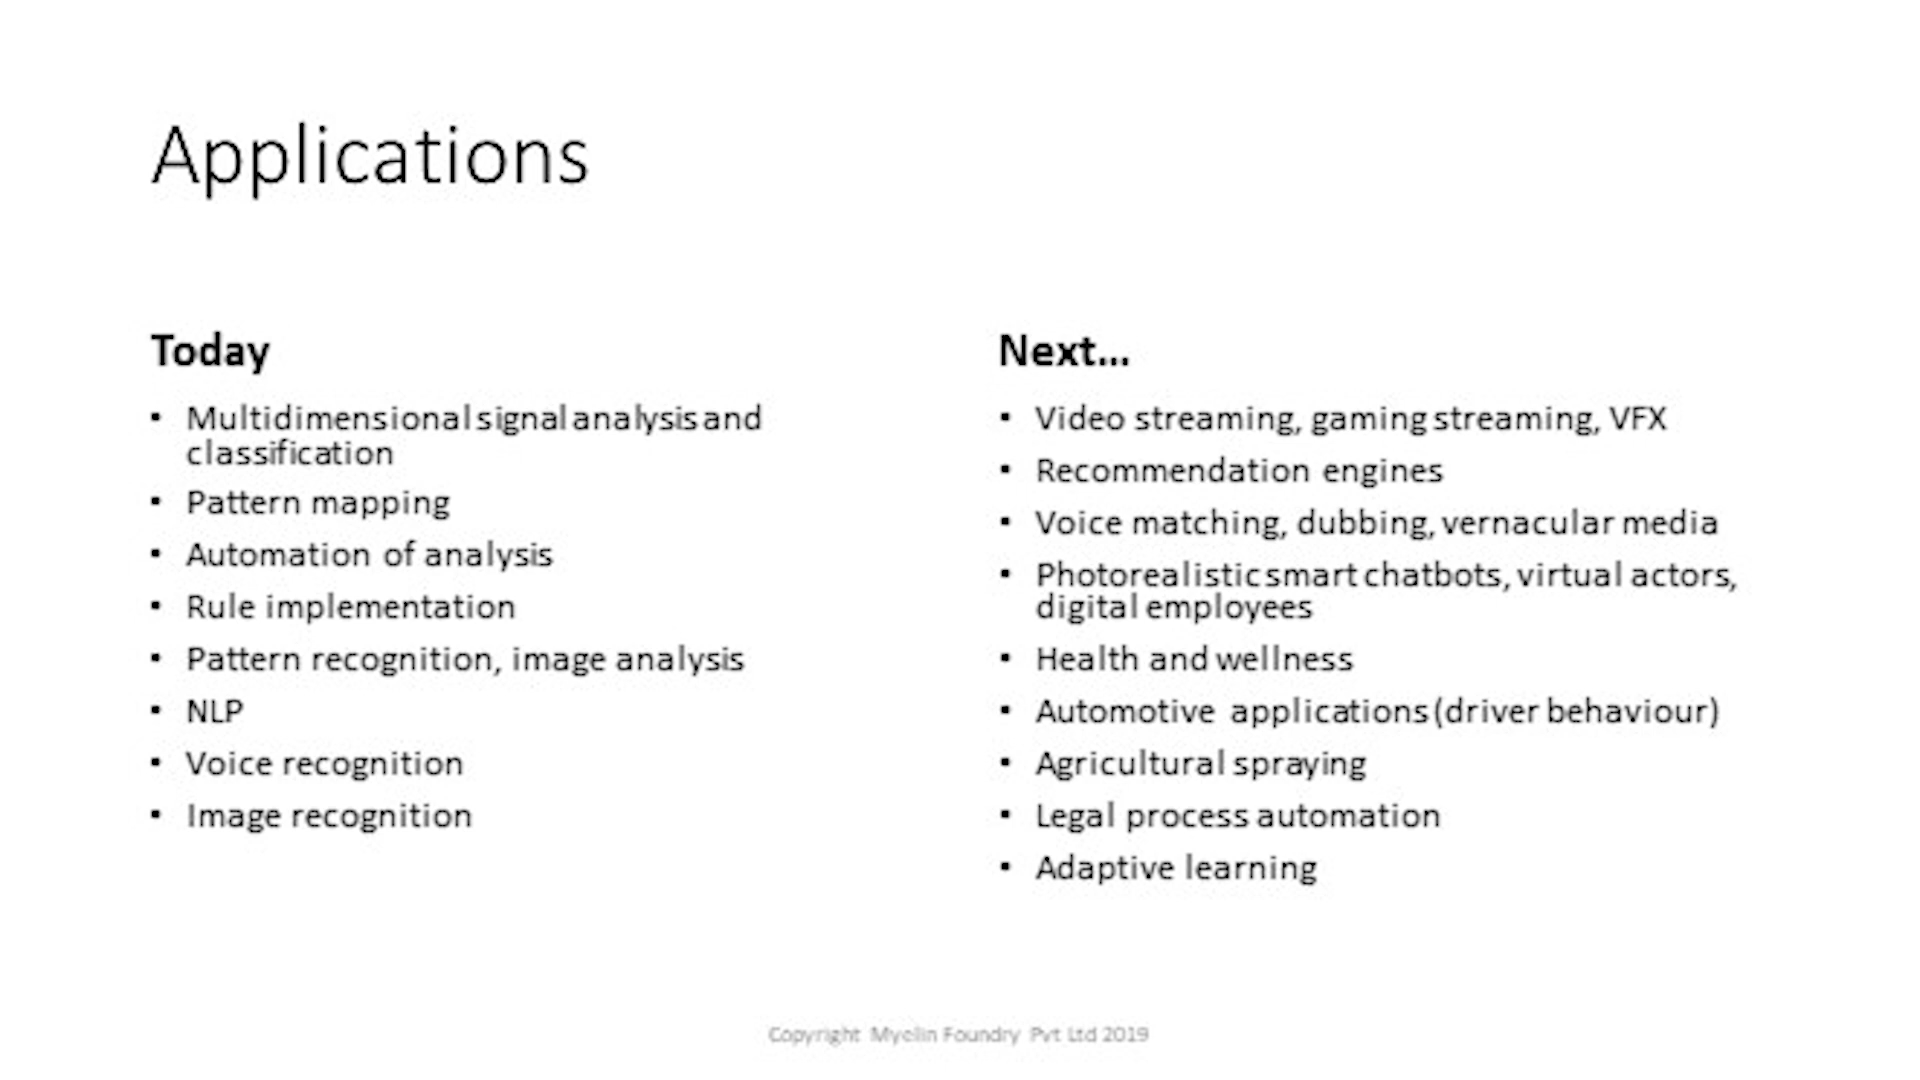 Applications
Today
▪ Multidimensional signal analysis and
classification
▪ Pattern mapping
▪ Automation of analysis
▪ Rule implementation
▪ Pattern recognition, image analysis
▪ NLP
▪ Voice recognition
▪ Image recognition
Next...
▪ Video streaming, gaming streaming, VFX
▪ Recommendation engines
▪ Voice matching, dubbing, vernacular media
▪ Photorealistic smart chatbots, virtual actors,
digital employees
▪ Health and wellness
▪ Automotive applications (driver behaviour)
▪ Agricultural spraying
▪ Legal process automation
▪ Adaptive learning
Copyright Myelin Foundry Pvt Ltd 2019